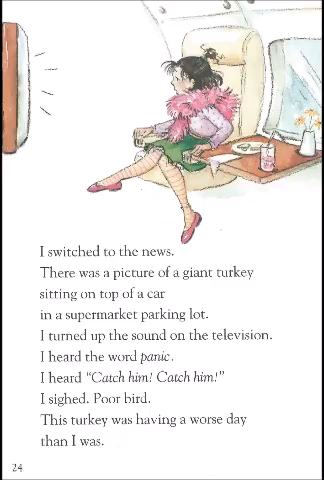 I switched to the news.
There was a picture of a giant turkey
sitting on top of a car
in a supermarket parking lot.
I turned up the sound on the television.
I heard the word panic.
I heard “Catch him! Catch him!”
I sighed. Poor bird.
This turkey was having a worse day
than I was.
24